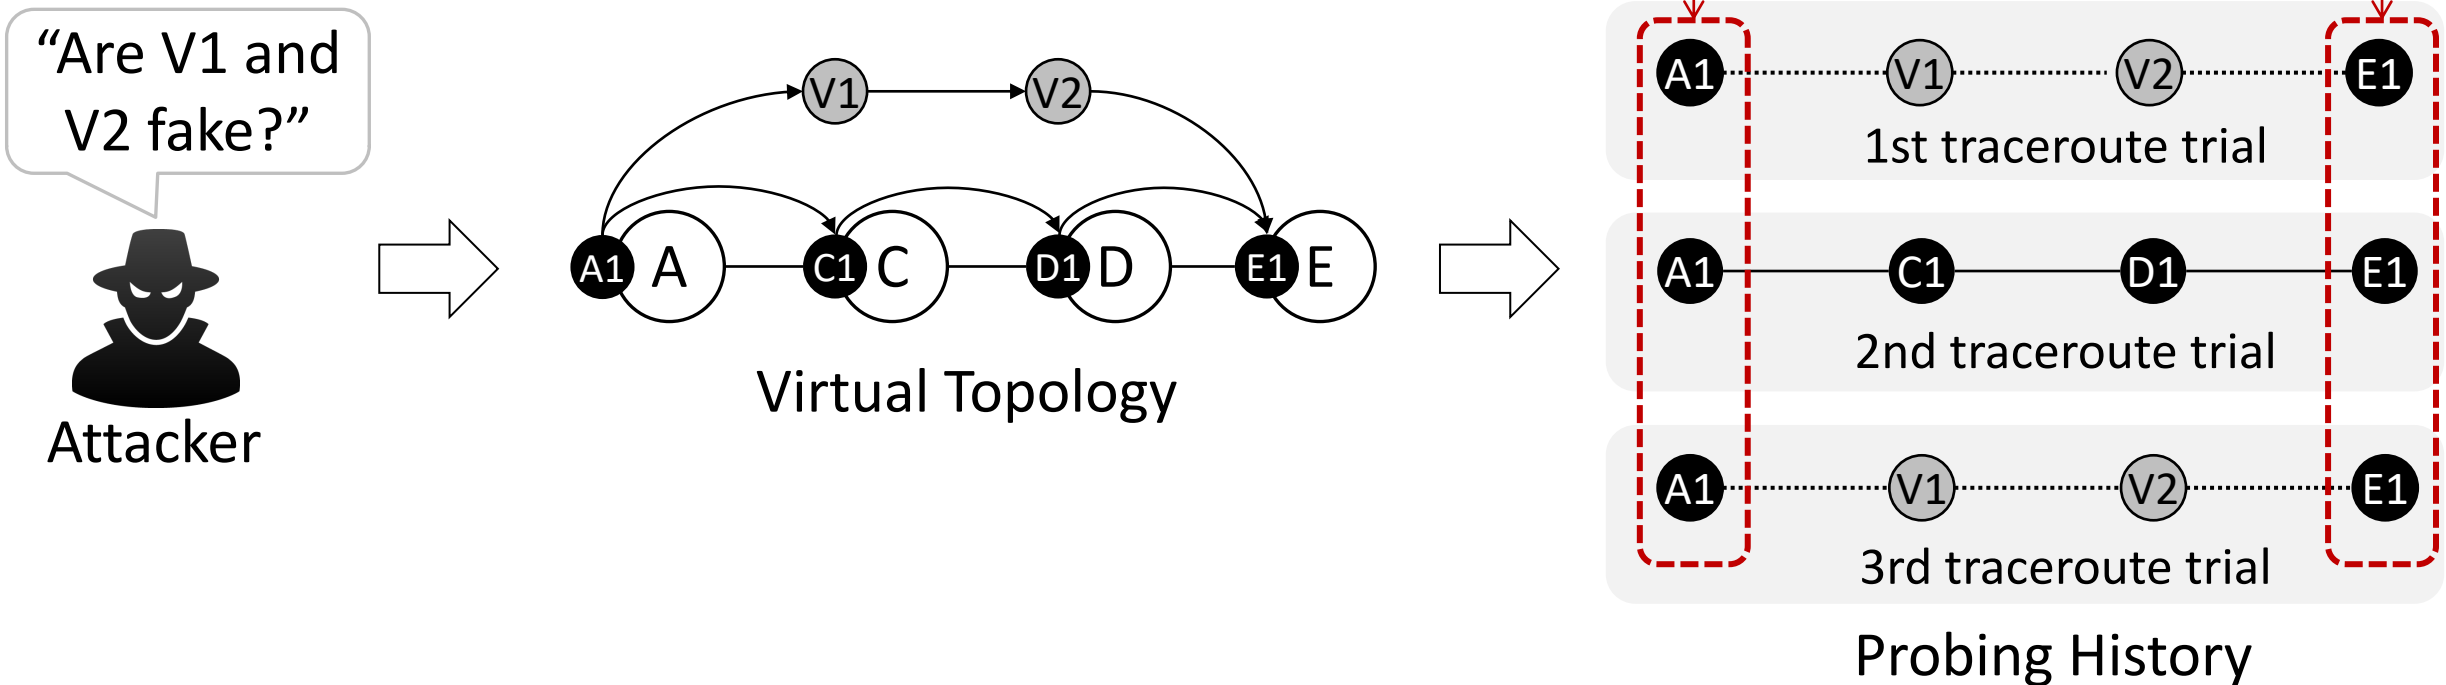 “Are V1 and
V2 fake?”
Attacker
V1 V2
A1 A C1 C D1 D E1 E
Virtual Topology
A1 V1 V2 E1
1st traceroute trial
A1 C1 D1 E1
2nd traceroute trial
A1 V1 V2 E1
3rd traceroute trial
Probing History